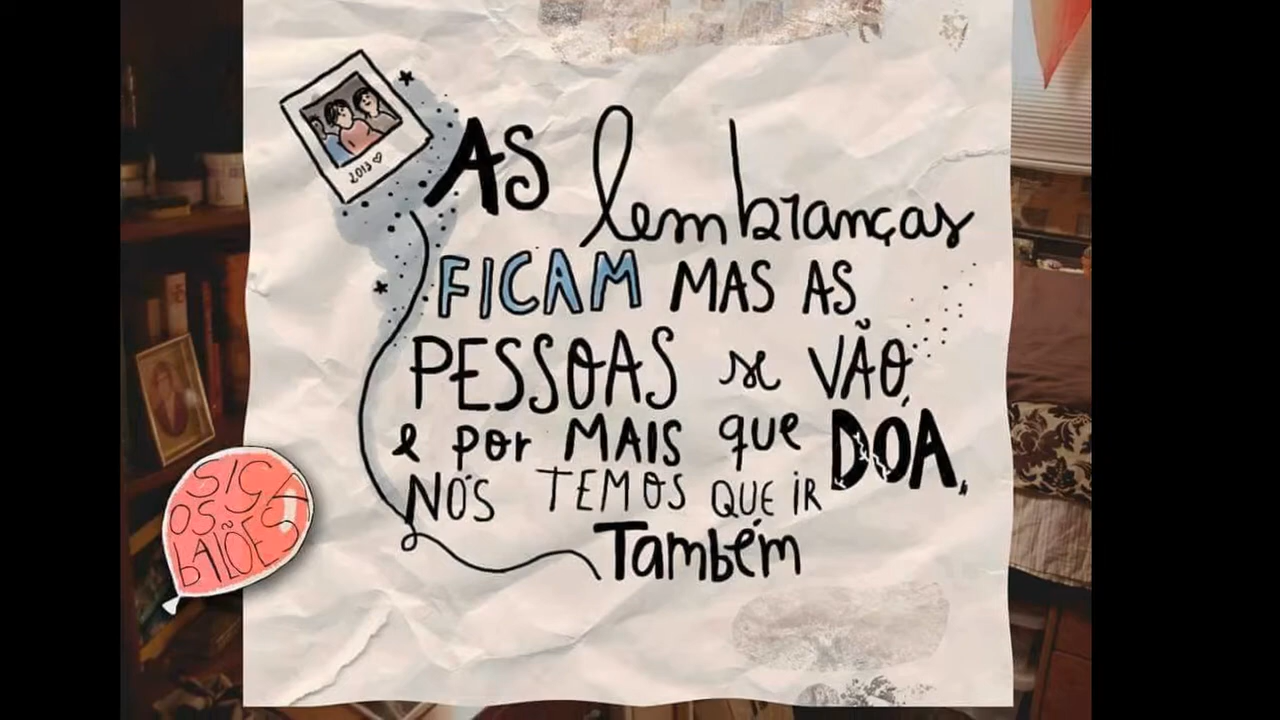 2013
AS lembranças
FICAM MAS AS
PESSOAS se VÃO,
e por MAIS que DÓA,
NÓS TEMOS QUE IR
Também
SIGA
OS
BALÕES